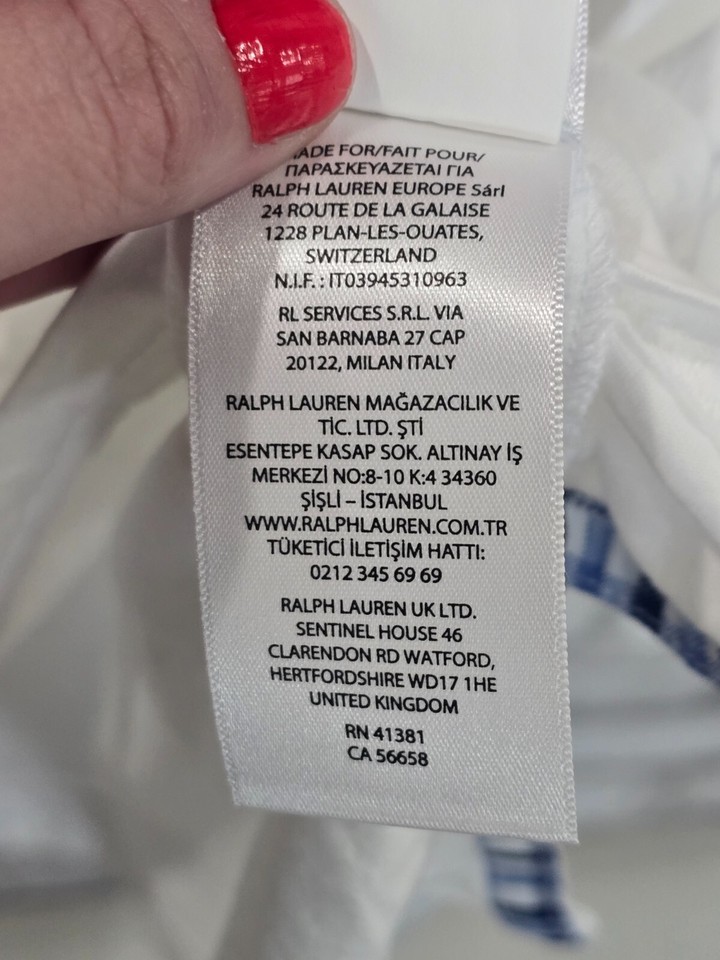 MADE FOR/FAIT POUR/
ΠΑΡΑΣΚΕΥΑΖΕΤΑΙ ΓΙΑ
RALPH LAUREN EUROPE Sárl
24 ROUTE DE LA GALAISE
1228 PLAN-LES-OUATES,
SWITZERLAND
N.I.F. : IT03945310963
RL SERVICES S.R.L. VIA
SAN BARNABA 27 CAP
20122, MILAN ITALY
RALPH LAUREN MAĞAZACILIK VE
TİC. LTD. ŞTİ
ESENTEPE KASAP SOK. ALTINAY İŞ
MERKEZİ NO:8-10 K:4 34360
ŞİŞLİ – İSTANBUL
WWW.RALPHLAUREN.COM.TR
TÜKETİCİ İLETİŞİM HATTI:
0212 345 69 69
RALPH LAUREN UK LTD.
SENTINEL HOUSE 46
CLARENDON RD WATFORD,
HERTFORDSHIRE WD17 1HE
UNITED KINGDOM
RN 41381
CA 56658